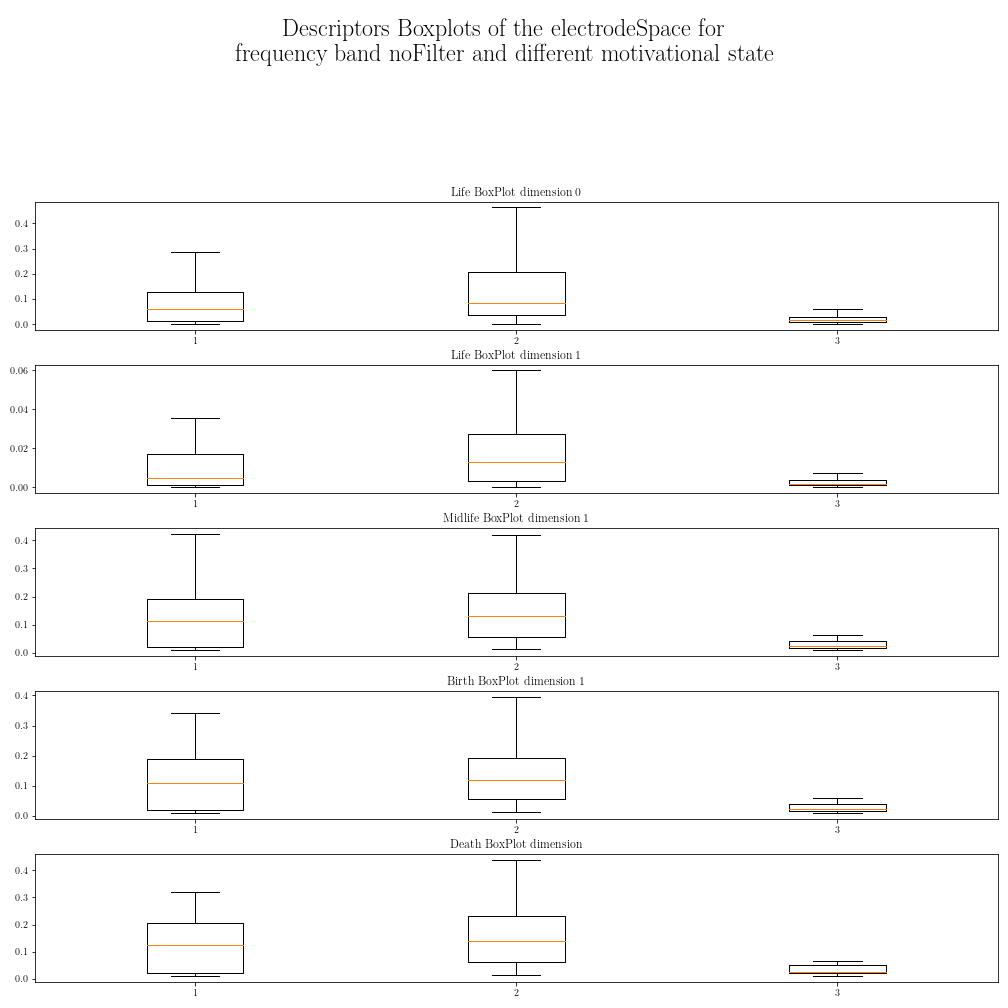 Descriptors Boxplots of the electrodeSpace for
frequency band noFilter and different motivational state
Life BoxPlot dimension 0
0.4
0.3
0.2
0.1
0.0
1 2 3
Life BoxPlot dimension 1
0.06
0.04
0.02
0.00
1 2 3
Midlife BoxPlot dimension 1
0.4
0.3
0.2
0.1
0.0
1 2 3
Birth BoxPlot dimension 1
0.4
0.3
0.2
0.1
0.0
1 2 3
Death BoxPlot dimension
0.4
0.3
0.2
0.1
0.0
1 2 3